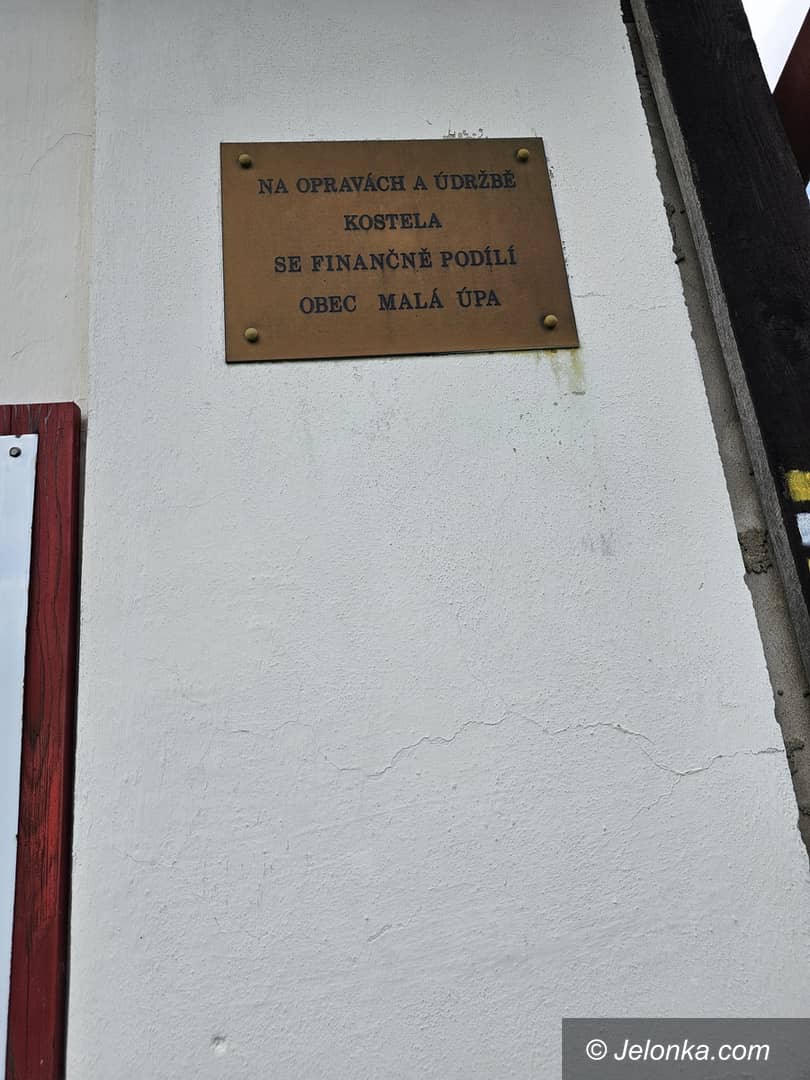 NA OPRAVÁCH A ÚDRŽBĚ
KOSTELA
SE FINANČNĚ PODÍLÍ
OBEC MALÁ ÚPA
© Jelonka.com